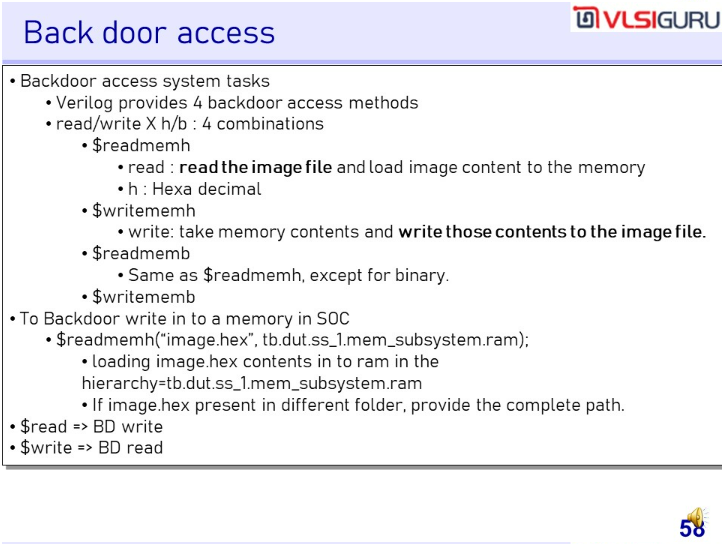 Back door access
VLSIGURU
• Backdoor access system tasks
• Verilog provides 4 backdoor access methods
• read/write X h/b : 4 combinations
• $readmemh
• read : read the image file and load image content to the memory
• h : Hexa decimal
• $writememh
• write: take memory contents and write those contents to the image file.
• $readmemb
• Same as $readmemh, except for binary.
• $writememb
• To Backdoor write in to a memory in SOC
• $readmemh(“image.hex”, tb.dut.ss_1.mem_subsystem.ram);
• loading image.hex contents in to ram in the
hierarchy=tb.dut.ss_1.mem_subsystem.ram
• If image.hex present in different folder, provide the complete path.
• $read => BD write
• $write => BD read
58